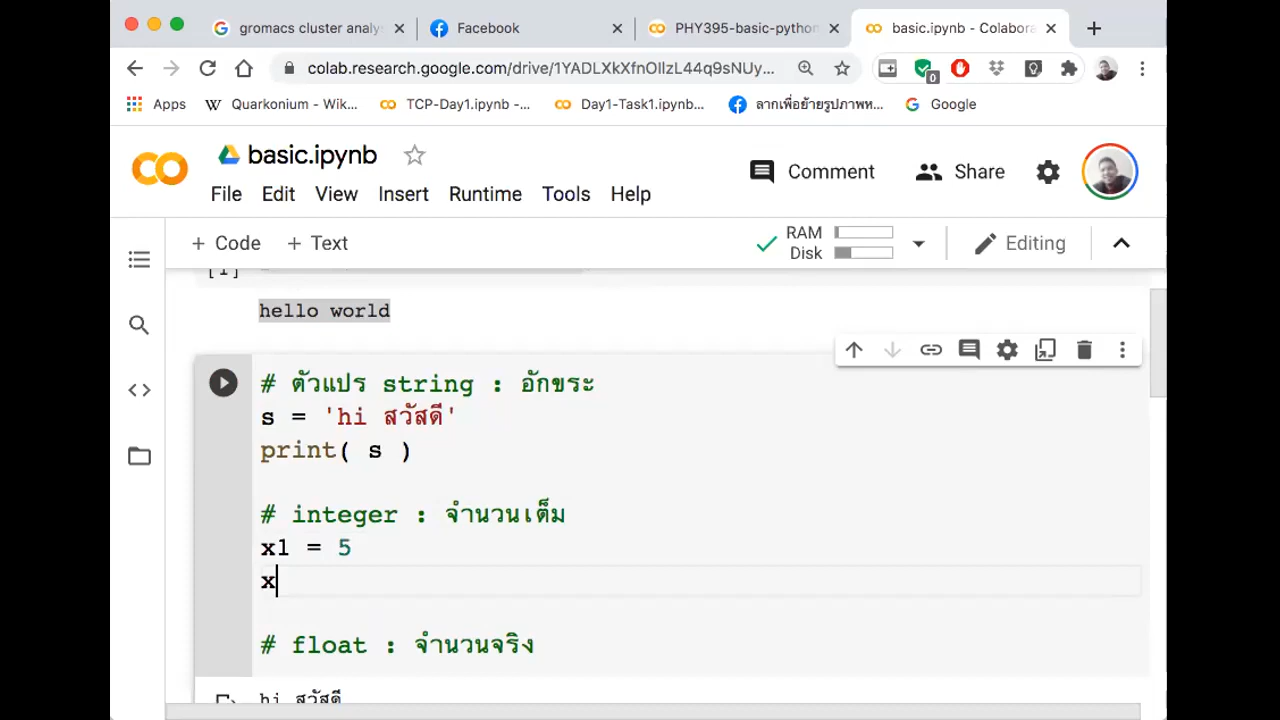 gromacs cluster analy
Facebook
PHY395-basic-python
basic.ipynb - Colabora
colab.research.google.com/drive/1YADLXkXfnOIlzL44q9sNUy...
0
Apps
Quarkonium - Wik...
TCP-Day1.ipynb -...
Day1-Task1.ipynb...
ลากเพื่อย้ายรูปภาพห...
Google
basic.ipynb
Comment
Share
File Edit View Insert Runtime Tools Help
+ Code + Text
RAM
Disk
Editing
[1]
hello world
# ตัวแปร string : อักขระ
s = 'hi สวัสดี'
print( s )
# integer : จำนวนเต็ม
x1 = 5
x
# float : จำนวนจริง
hi สวัสดี